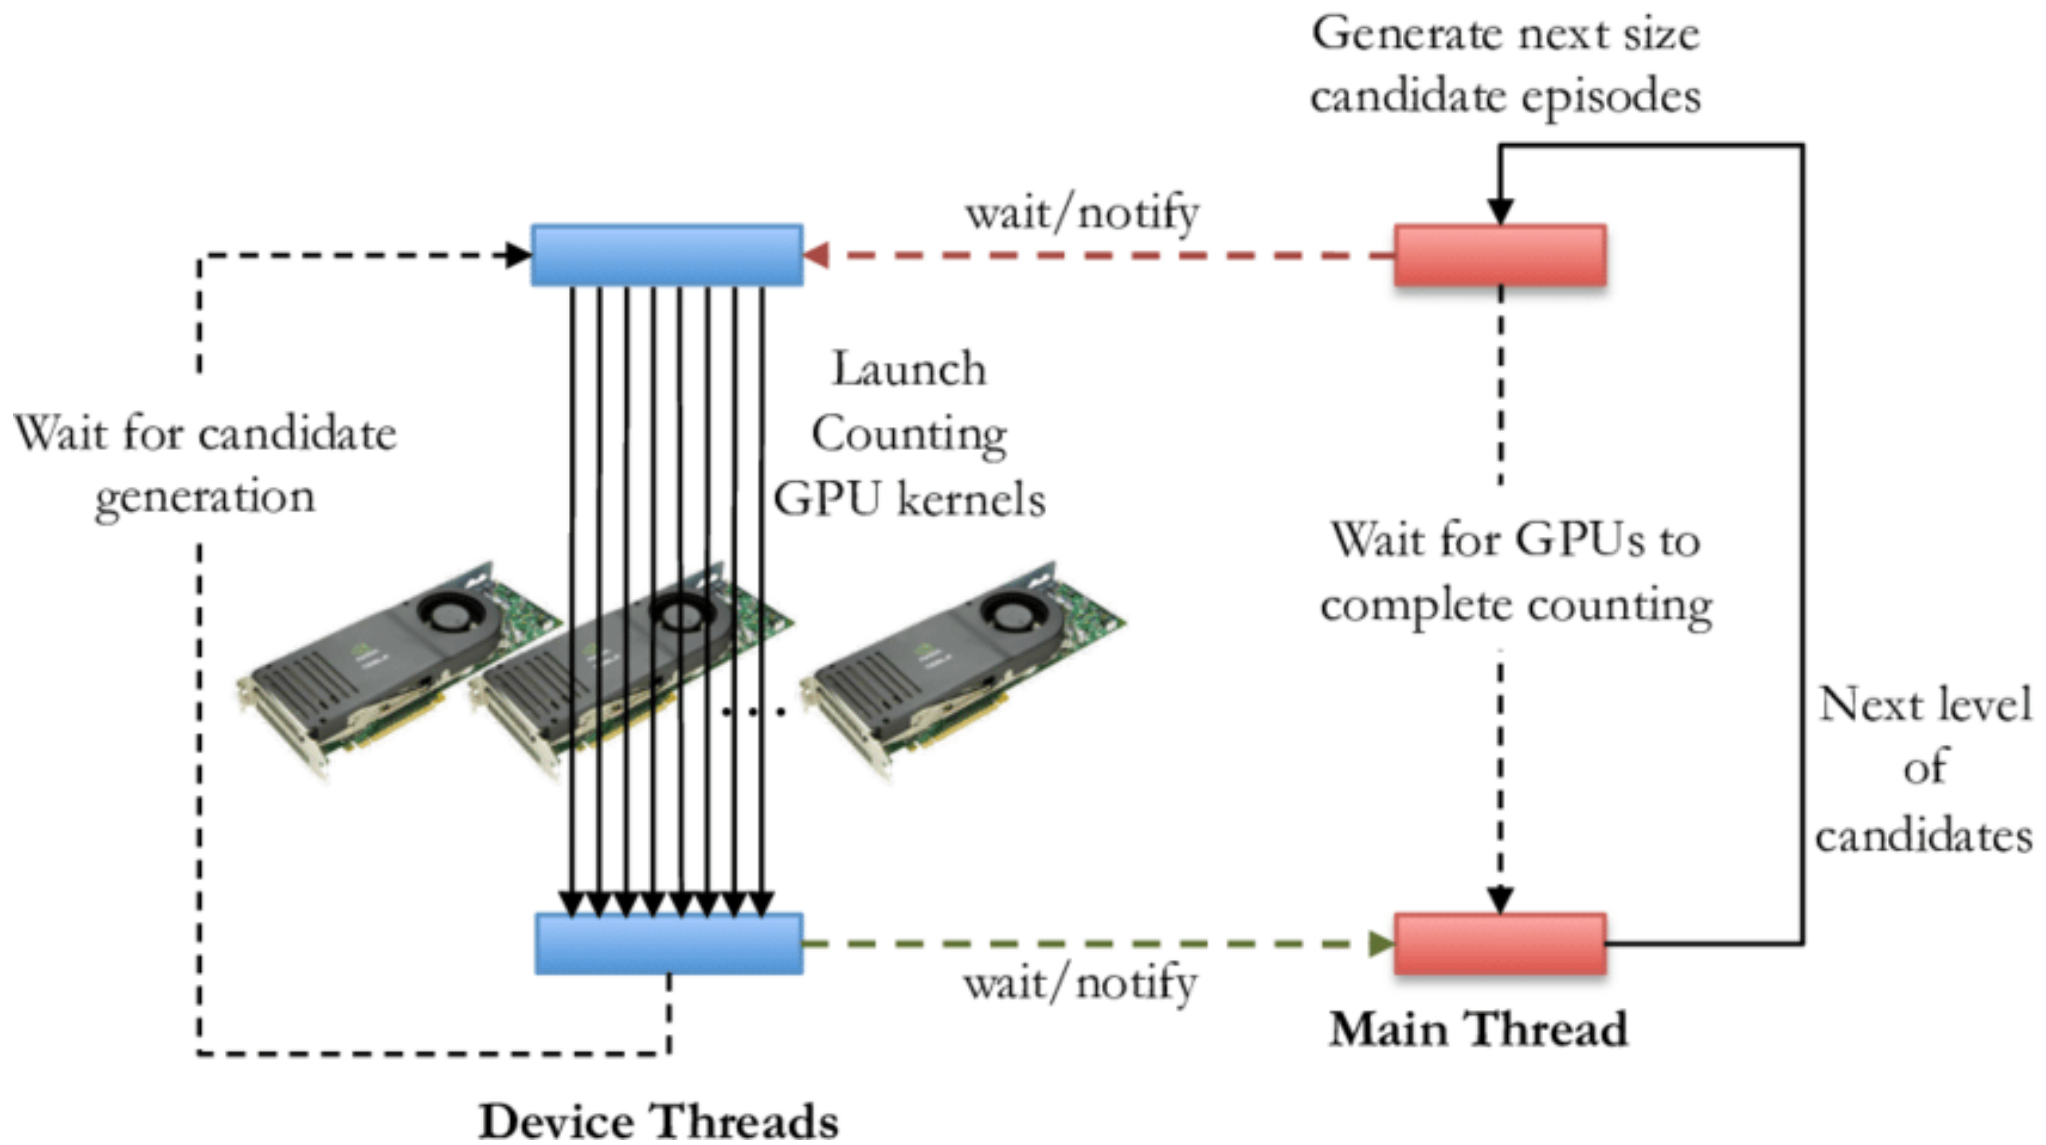 Generate next size
candidate episodes
wait/notify
Launch
Counting
GPU kernels
Wait for candidate
generation
Wait for GPUs to
complete counting
...
Next level
of
candidates
wait/notify
Main Thread
Device Threads